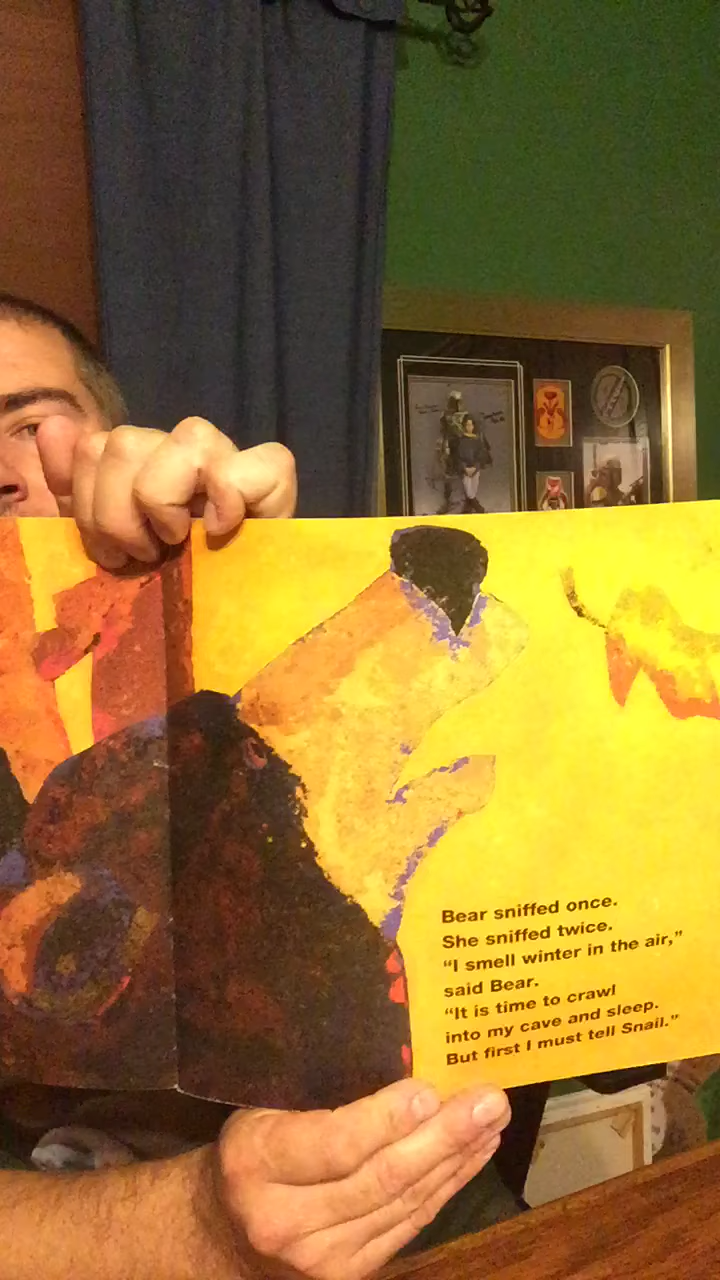 Bear sniffed once.
She sniffed twice.
“I smell winter in the air,”
said Bear.
“It is time to crawl
into my cave and sleep.
But first I must tell Snail.”